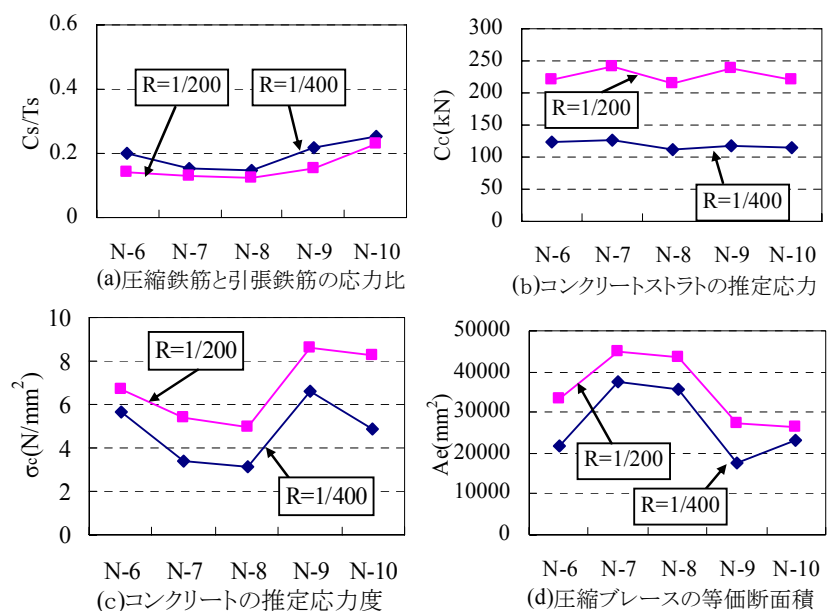 0.6
0.4
0.2
0
Cs/Ts
R=1/200
R=1/400
N-6 N-7 N-8 N-9 N-10
(a)圧縮鉄筋と引張鉄筋の応力比
300
250
200
150
100
50
0
Cc(kN)
R=1/200
R=1/400
N-6 N-7 N-8 N-9 N-10
(b)コンクリートストラトの推定応力
10
8
6
4
2
0
σc(N/mm²)
R=1/200
R=1/400
N-6 N-7 N-8 N-9 N-10
(c)コンクリートの推定応力度
50000
40000
30000
20000
10000
0
Ae(mm²)
R=1/200
R=1/400
N-6 N-7 N-8 N-9 N-10
(d)圧縮ブレースの等価断面積